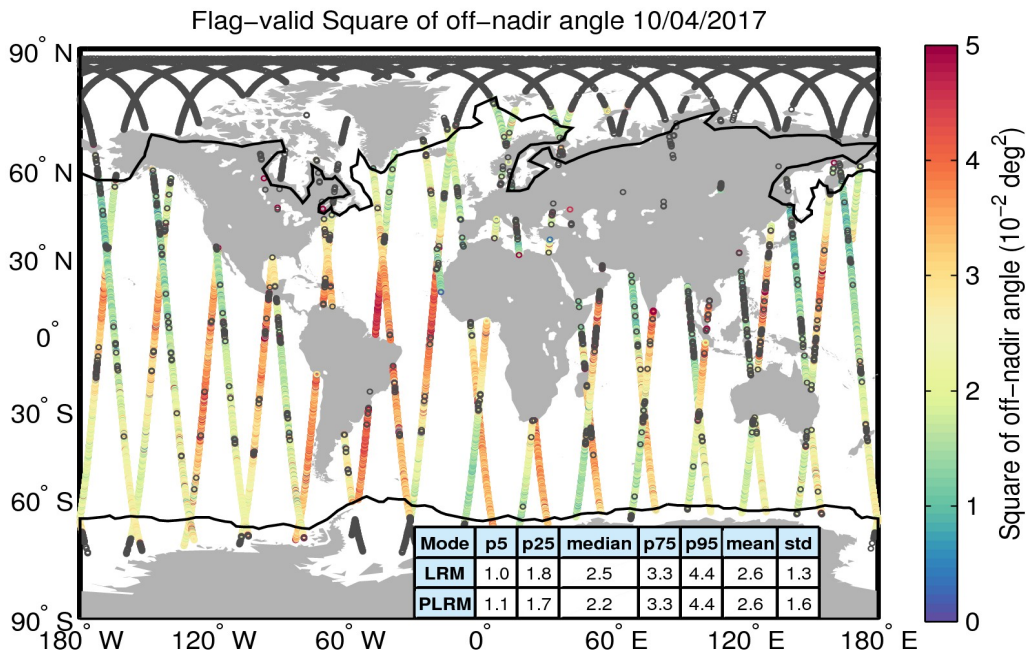 Flag−valid Square of off−nadir angle 10/04/2017
90° N
60° N
30° N
0°
30° S
60° S
90° S
180° W
120° W
60° W
0°
60° E
120° E
180° E
Mode p5 p25 median p75 p95 mean std
LRM 1.0 1.8 2.5 3.3 4.4 2.6 1.3
PLRM 1.1 1.7 2.2 3.3 4.4 2.6 1.6
5
4
3
2
1
0
Square of off−nadir angle (10⁻² deg²)